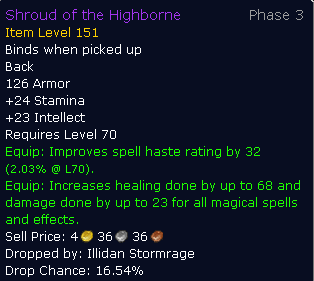 Shroud of the Highborne Phase 3
Item Level 151
Binds when picked up
Back
126 Armor
+24 Stamina
+23 Intellect
Requires Level 70
Equip: Improves spell haste rating by 32
(2.03% @ L70).
Equip: Increases healing done by up to 68 and
damage done by up to 23 for all magical spells
and effects.
Sell Price: 4 36 36
Dropped by: Illidan Stormrage
Drop Chance: 16.54%